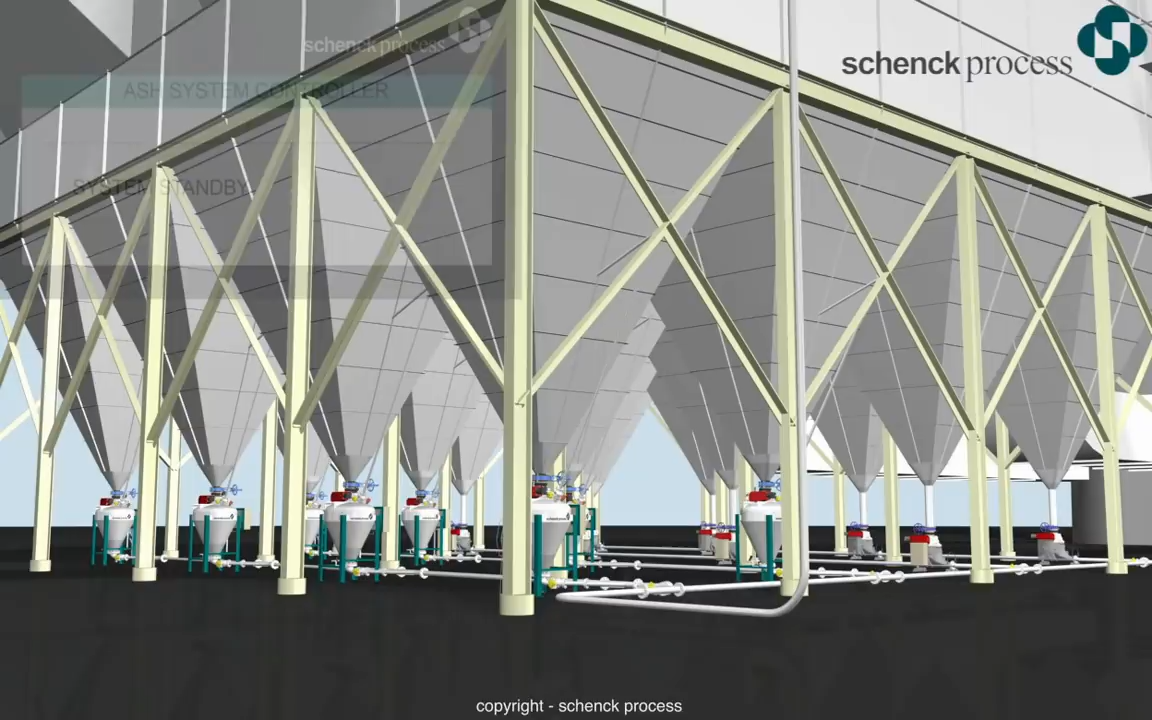 schenck process
schenck process
ASH SYSTEM CONTROLLER
SYSTEM STANDBY
copyright - schenck process